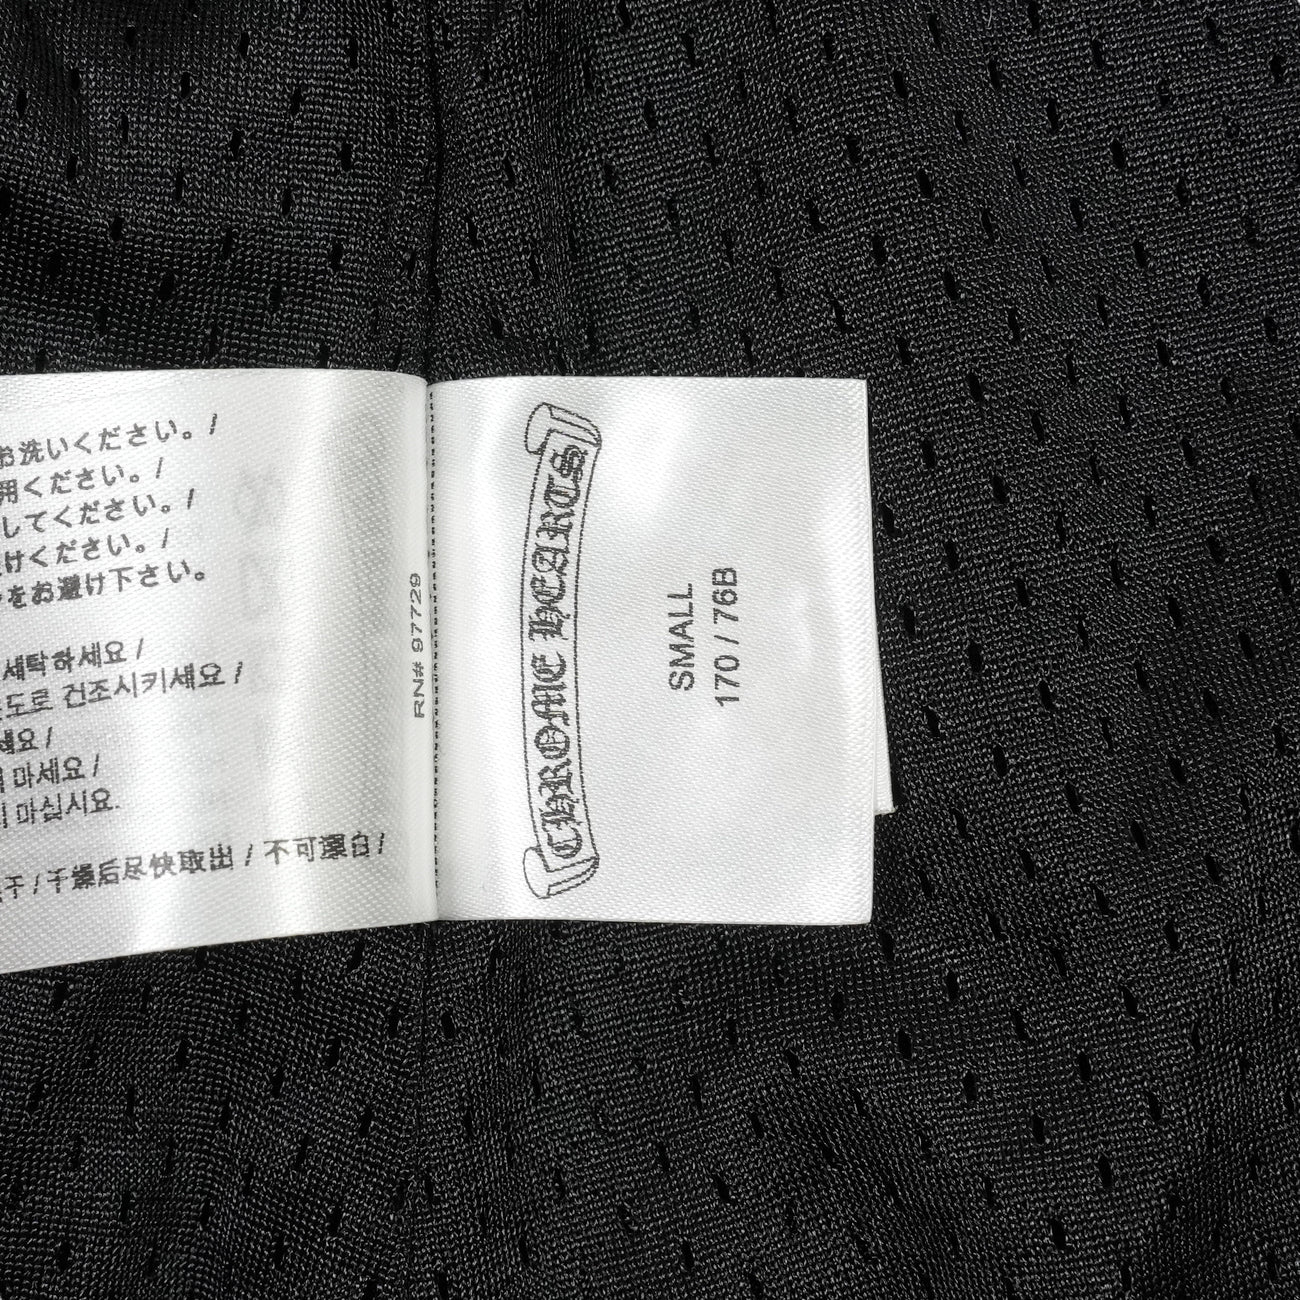 お洗いください。/
用ください。/
してください。/
けください。/
をお避け下さい。
세탁하세요 /
도로 건조시키세요 /
세요 /
마세요 /
마십시요.
干 / 干燥后尽快取出 / 不可漂白 /
RN# 97729
CHROME HEARTS
SMALL
170 / 76B